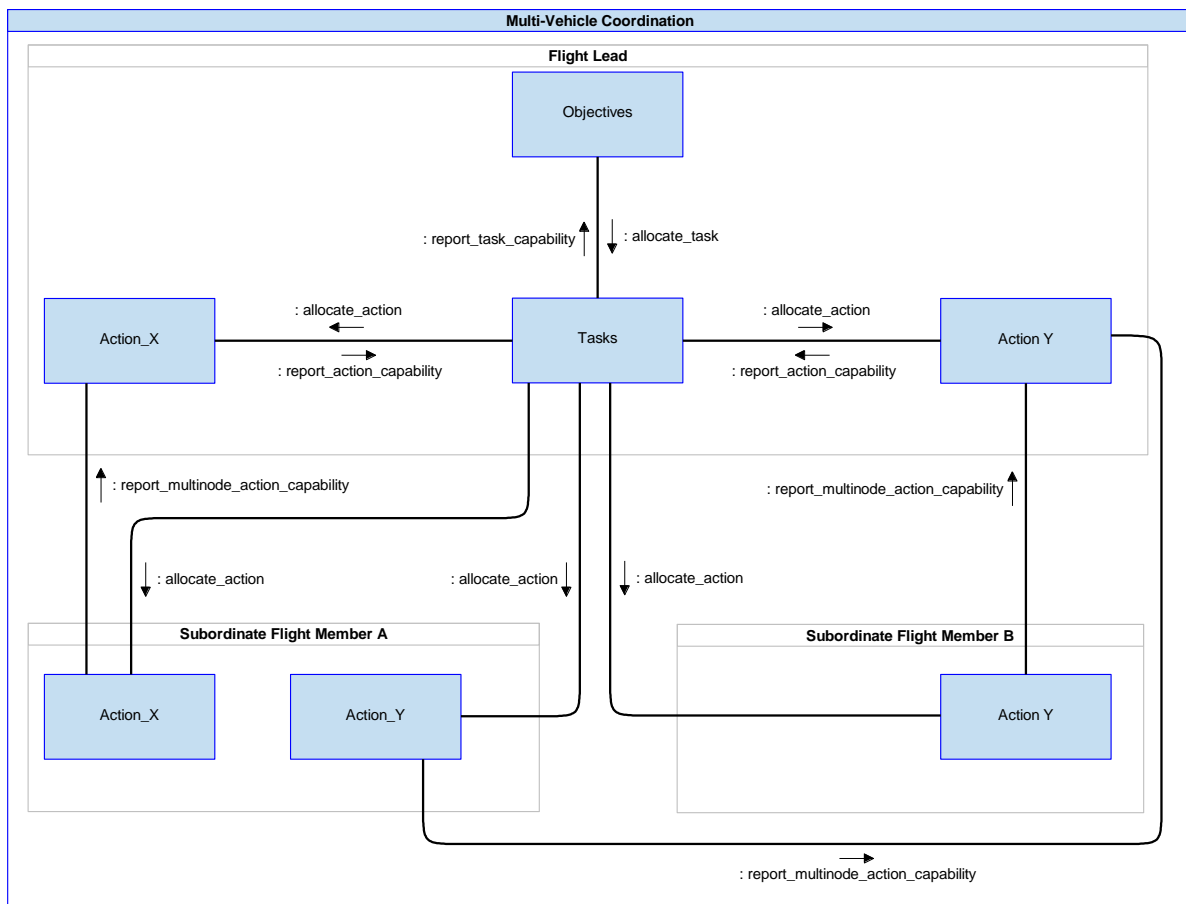 Multi-Vehicle Coordination
Flight Lead
Objectives
: report_task_capability
: allocate_task
: allocate_action
: allocate_action
Action_X
Tasks
Action Y
: report_action_capability
: report_action_capability
: report_multinode_action_capability
: report_multinode_action_capability
: allocate_action
: allocate_action
: allocate_action
Subordinate Flight Member A
Subordinate Flight Member B
Action_X
Action_Y
Action Y
: report_multinode_action_capability